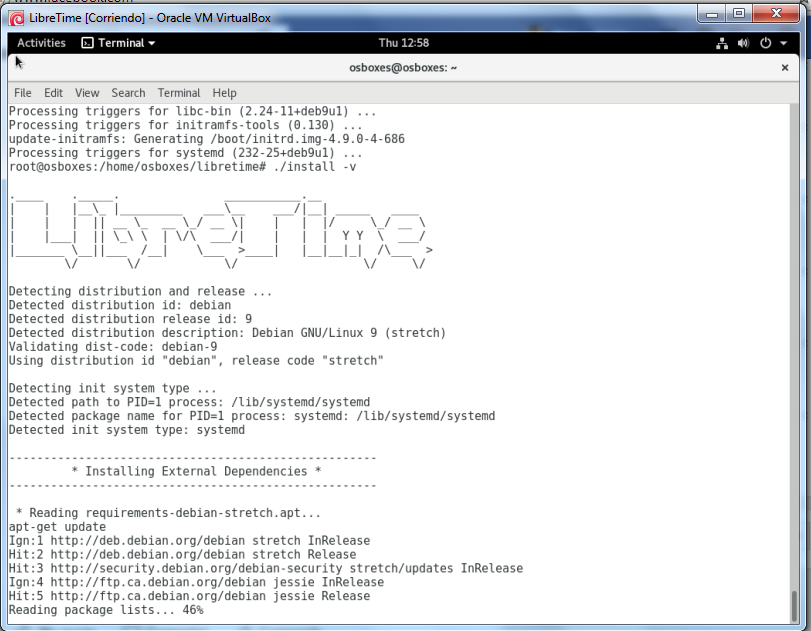 www.facebook.com
LibreTime [Corriendo] - Oracle VM VirtualBox
Activities Terminal Thu 12:58
osboxes@osboxes: ~
File Edit View Search Terminal Help
Processing triggers for libc-bin (2.24-11+deb9u1) ...
Processing triggers for initramfs-tools (0.130) ...
update-initramfs: Generating /boot/initrd.img-4.9.0-4-686
Processing triggers for systemd (232-25+deb9u1) ...
root@osboxes:/home/osboxes/libretime# ./install -v
LibreTime
Detecting distribution and release ...
Detected distribution id: debian
Detected distribution release id: 9
Detected distribution description: Debian GNU/Linux 9 (stretch)
Validating dist-code: debian-9
Using distribution id "debian", release code "stretch"
Detecting init system type ...
Detected path to PID=1 process: /lib/systemd/systemd
Detected package name for PID=1 process: systemd: /lib/systemd/systemd
Detected init system type: systemd
-----------------------------------------------------
* Installing External Dependencies *
-----------------------------------------------------
* Reading requirements-debian-stretch.apt...
apt-get update
Ign:1 http://deb.debian.org/debian stretch InRelease
Hit:2 http://deb.debian.org/debian stretch Release
Hit:3 http://security.debian.org/debian-security stretch/updates InRelease
Ign:4 http://ftp.ca.debian.org/debian jessie InRelease
Hit:5 http://ftp.ca.debian.org/debian jessie Release
Reading package lists... 46%